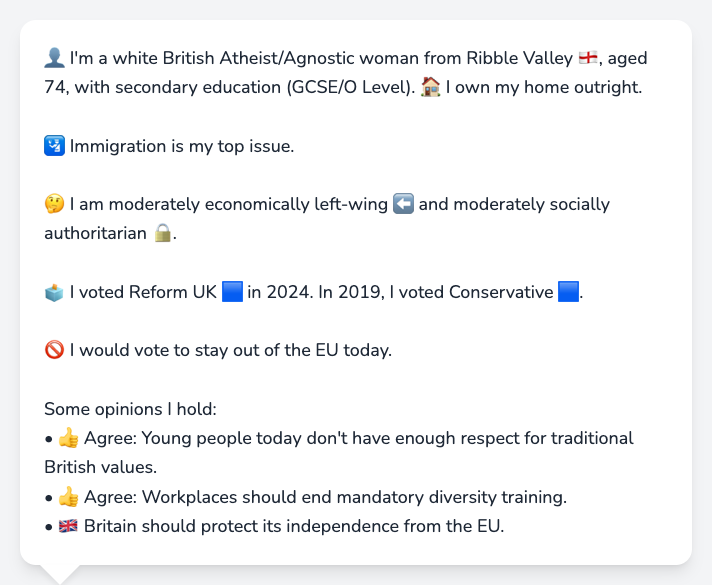 👤 I'm a white British Atheist/Agnostic woman from Ribble Valley 🏴󠁧󠁢󠁥󠁮󠁧󠁿, aged
74, with secondary education (GCSE/O Level). 🏠 I own my home outright.
🛂 Immigration is my top issue.
🤔 I am moderately economically left-wing ⬅️ and moderately socially
authoritarian 🔒.
🗳️ I voted Reform UK 🟦 in 2024. In 2019, I voted Conservative 🟦.
🚫 I would vote to stay out of the EU today.
Some opinions I hold:
• 👍 Agree: Young people today don't have enough respect for traditional
British values.
• 👍 Agree: Workplaces should end mandatory diversity training.
• 🇬🇧 Britain should protect its independence from the EU.